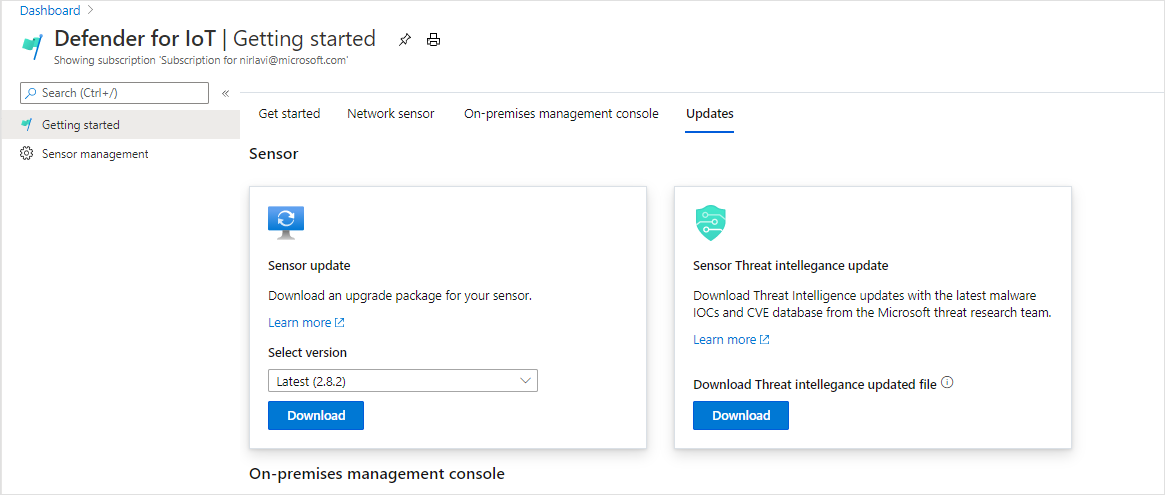 Dashboard
Defender for IoT | Getting started
Showing subscription 'Subscription for nirlavi@microsoft.com'
Search (Ctrl+/)
Getting started
Sensor management
Get started Network sensor On-premises management console Updates
Sensor
Sensor update
Download an upgrade package for your sensor.
Learn more
Select version
Latest (2.8.2)
Download
Sensor Threat intellegance update
Download Threat Intelligence updates with the latest malware
IOCs and CVE database from the Microsoft threat research team.
Learn more
Download Threat intellegance updated file
Download
On-premises management console